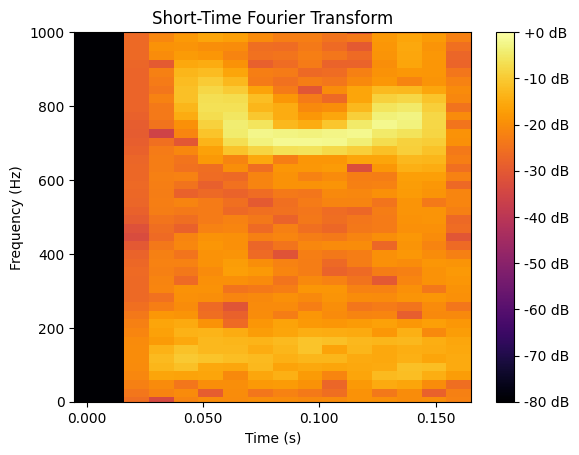 Short-Time Fourier Transform
Frequency (Hz)
1000
800
600
400
200
0
0.000
0.050
0.100
0.150
Time (s)
+0 dB
-10 dB
-20 dB
-30 dB
-40 dB
-50 dB
-60 dB
-70 dB
-80 dB